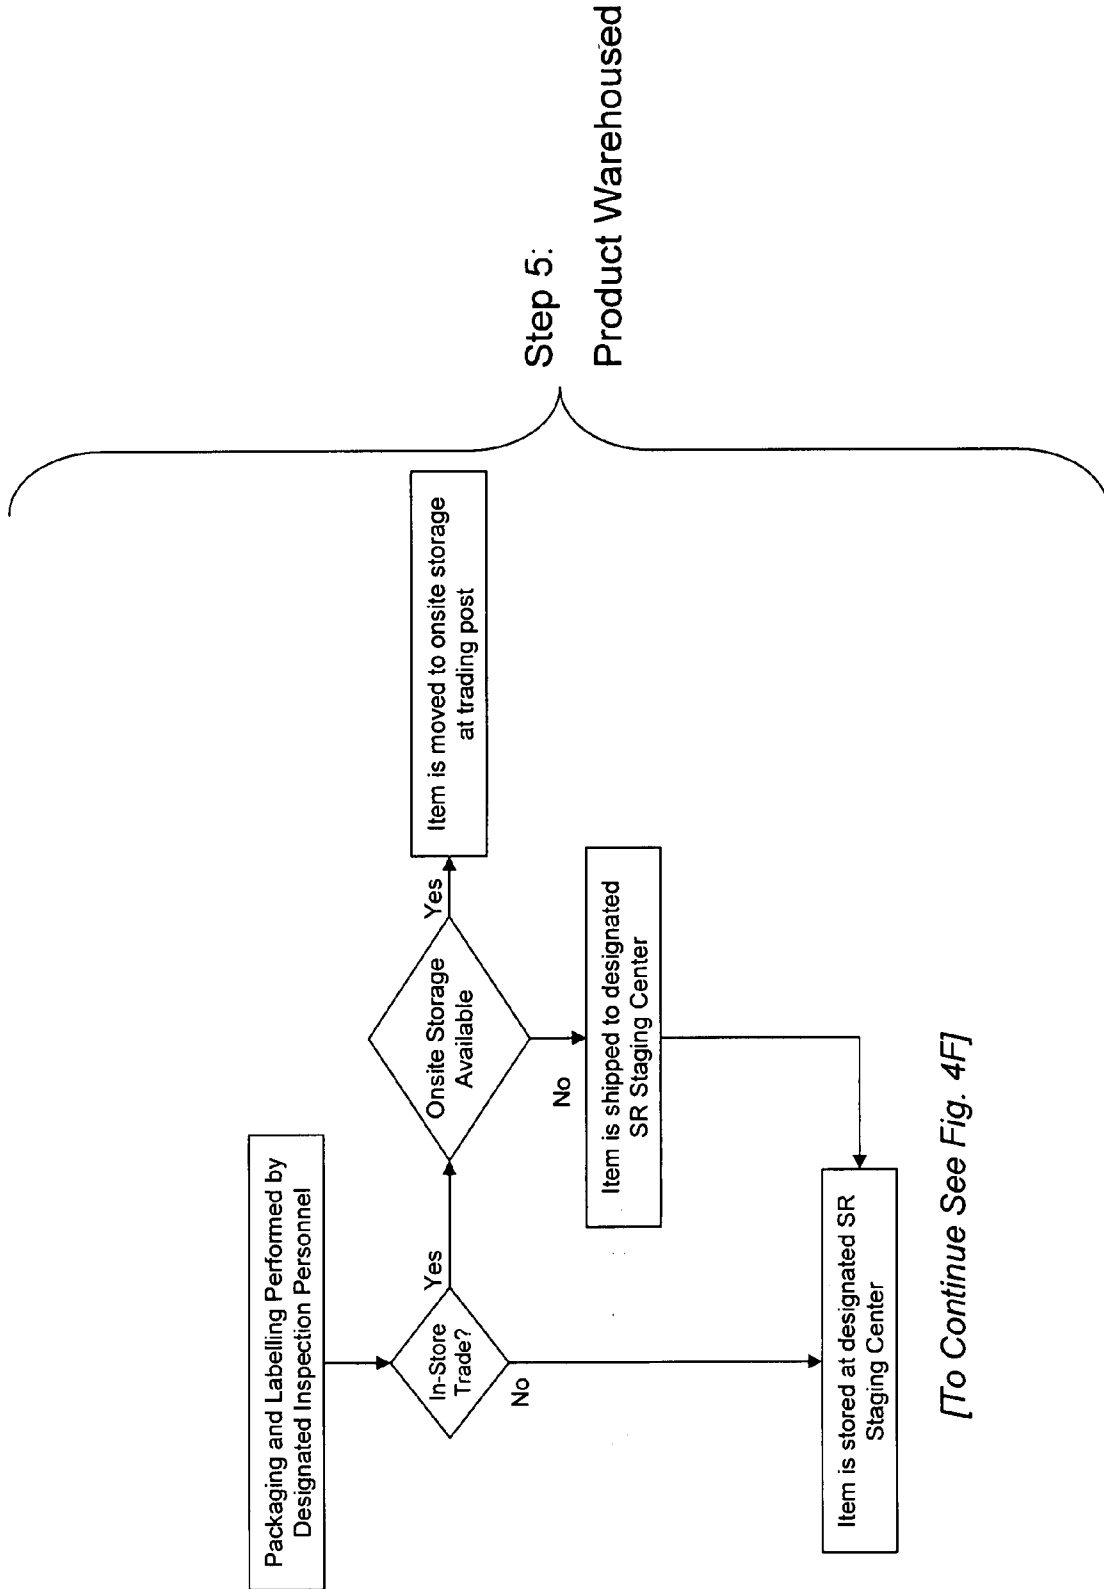 Packaging and Labelling Performed by
Designated Inspection Personnel
In-Store
Trade?
Yes
No
Onsite Storage
Available
Yes
No
Item is moved to onsite storage
at trading post
Item is shipped to designated
SR Staging Center
Item is stored at designated SR
Staging Center
Step 5:
Product Warehoused
[To Continue See Fig. 4F]